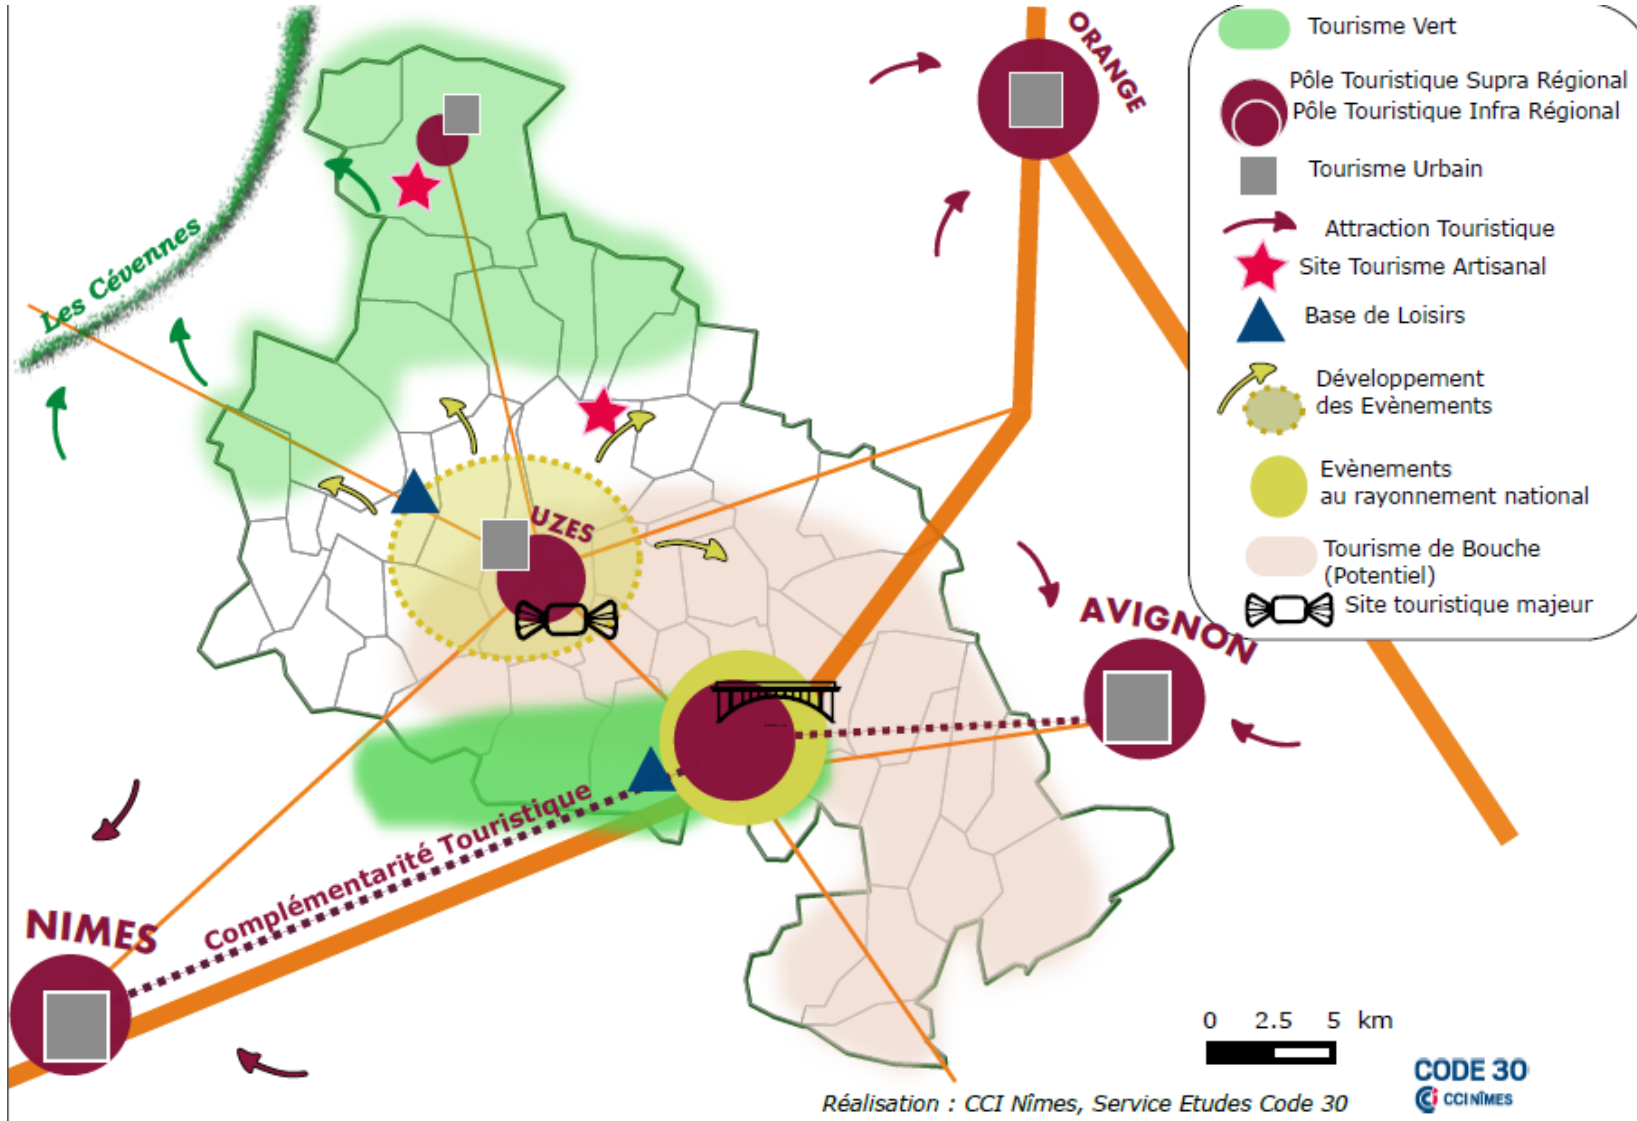 ORANGE
Les Cévennes
UZES
AVIGNON
Complémentarité Touristique
NIMES
Tourisme Vert
Pôle Touristique Supra Régional
Pôle Touristique Infra Régional
Tourisme Urbain
Attraction Touristique
Site Tourisme Artisanal
Base de Loisirs
Développement
des Evènements
Evènements
au rayonnement national
Tourisme de Bouche
(Potentiel)
Site touristique majeur
0 2.5 5 km
Réalisation : CCI Nîmes, Service Etudes Code 30
CODE 30
CCI NÎMES